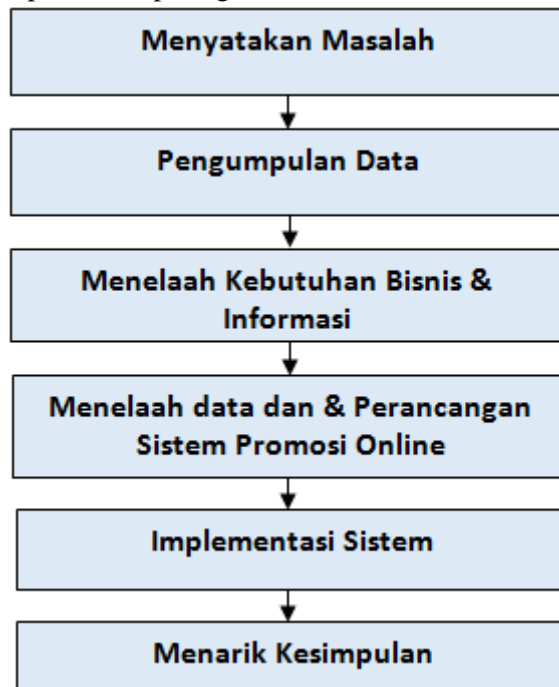 Menyatakan Masalah
Pengumpulan Data
Menelaah Kebutuhan Bisnis &
Informasi
Menelaah data dan & Perancangan
Sistem Promosi Online
Implementasi Sistem
Menarik Kesimpulan